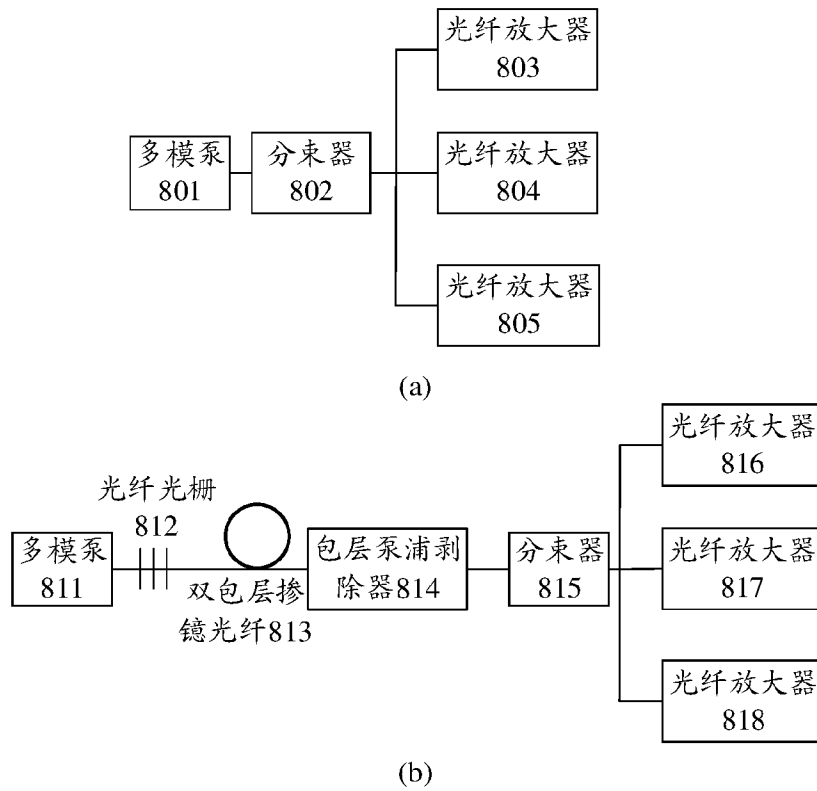 光纤放大器
803
多模泵
801
分束器
802
光纤放大器
804
光纤放大器
805
(a)
光纤放大器
816
光纤光栅
812
多模泵
811
双包层掺
镜光纤813
包层泵浦剥
除器814
分束器
815
光纤放大器
817
光纤放大器
818
(b)